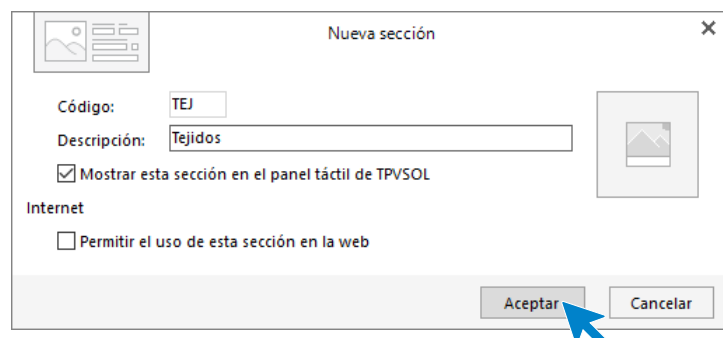 Nueva sección
Código: TEJ
Descripción: Tejidos
Mostrar esta sección en el panel táctil de TPVSOL
Internet
Permitir el uso de esta sección en la web
Aceptar Cancelar